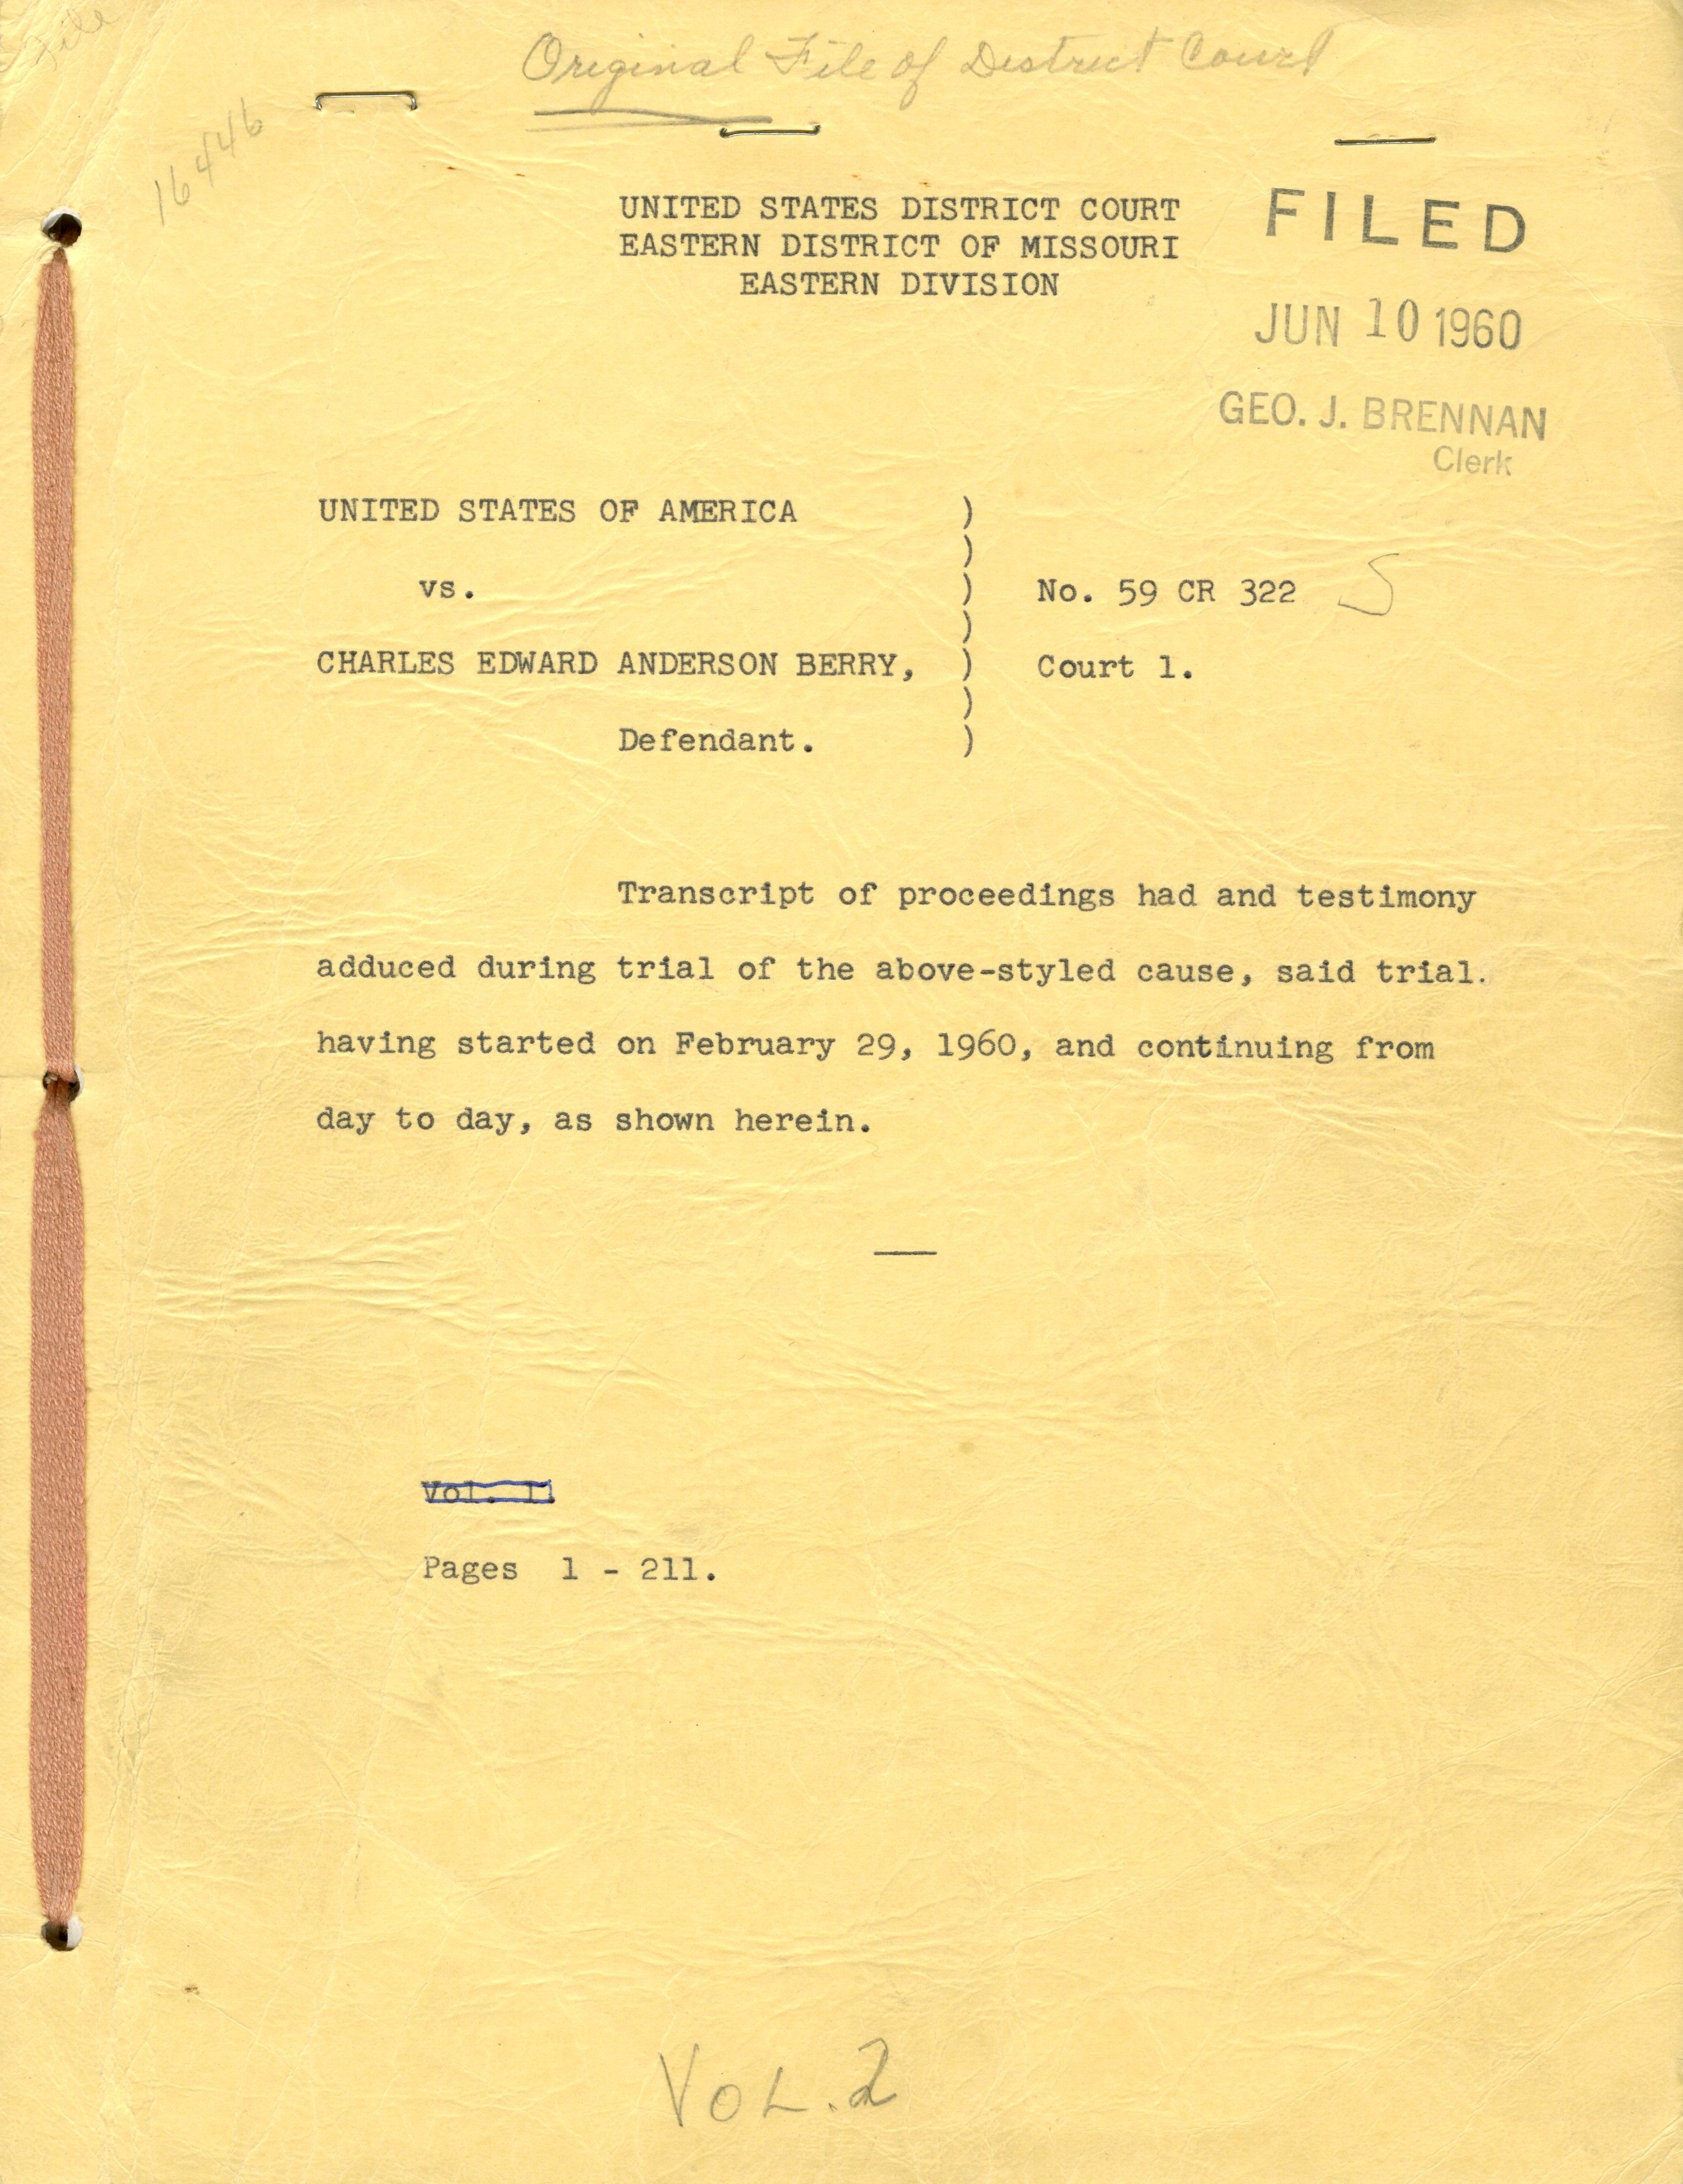 File
Original File of District Court
16446
UNITED STATES DISTRICT COURT
EASTERN DISTRICT OF MISSOURI
EASTERN DIVISION
FILED
JUN 10 1960
GEO. J. BRENNAN
Clerk
UNITED STATES OF AMERICA )
)
vs. ) No. 59 CR 322 S
)
CHARLES EDWARD ANDERSON BERRY, ) Court 1.
)
Defendant. )
Transcript of proceedings had and testimony
adduced during trial of the above-styled cause, said trial.
having started on February 29, 1960, and continuing from
day to day, as shown herein.
Vol. 1.
Pages 1 - 211.
VOL. 2